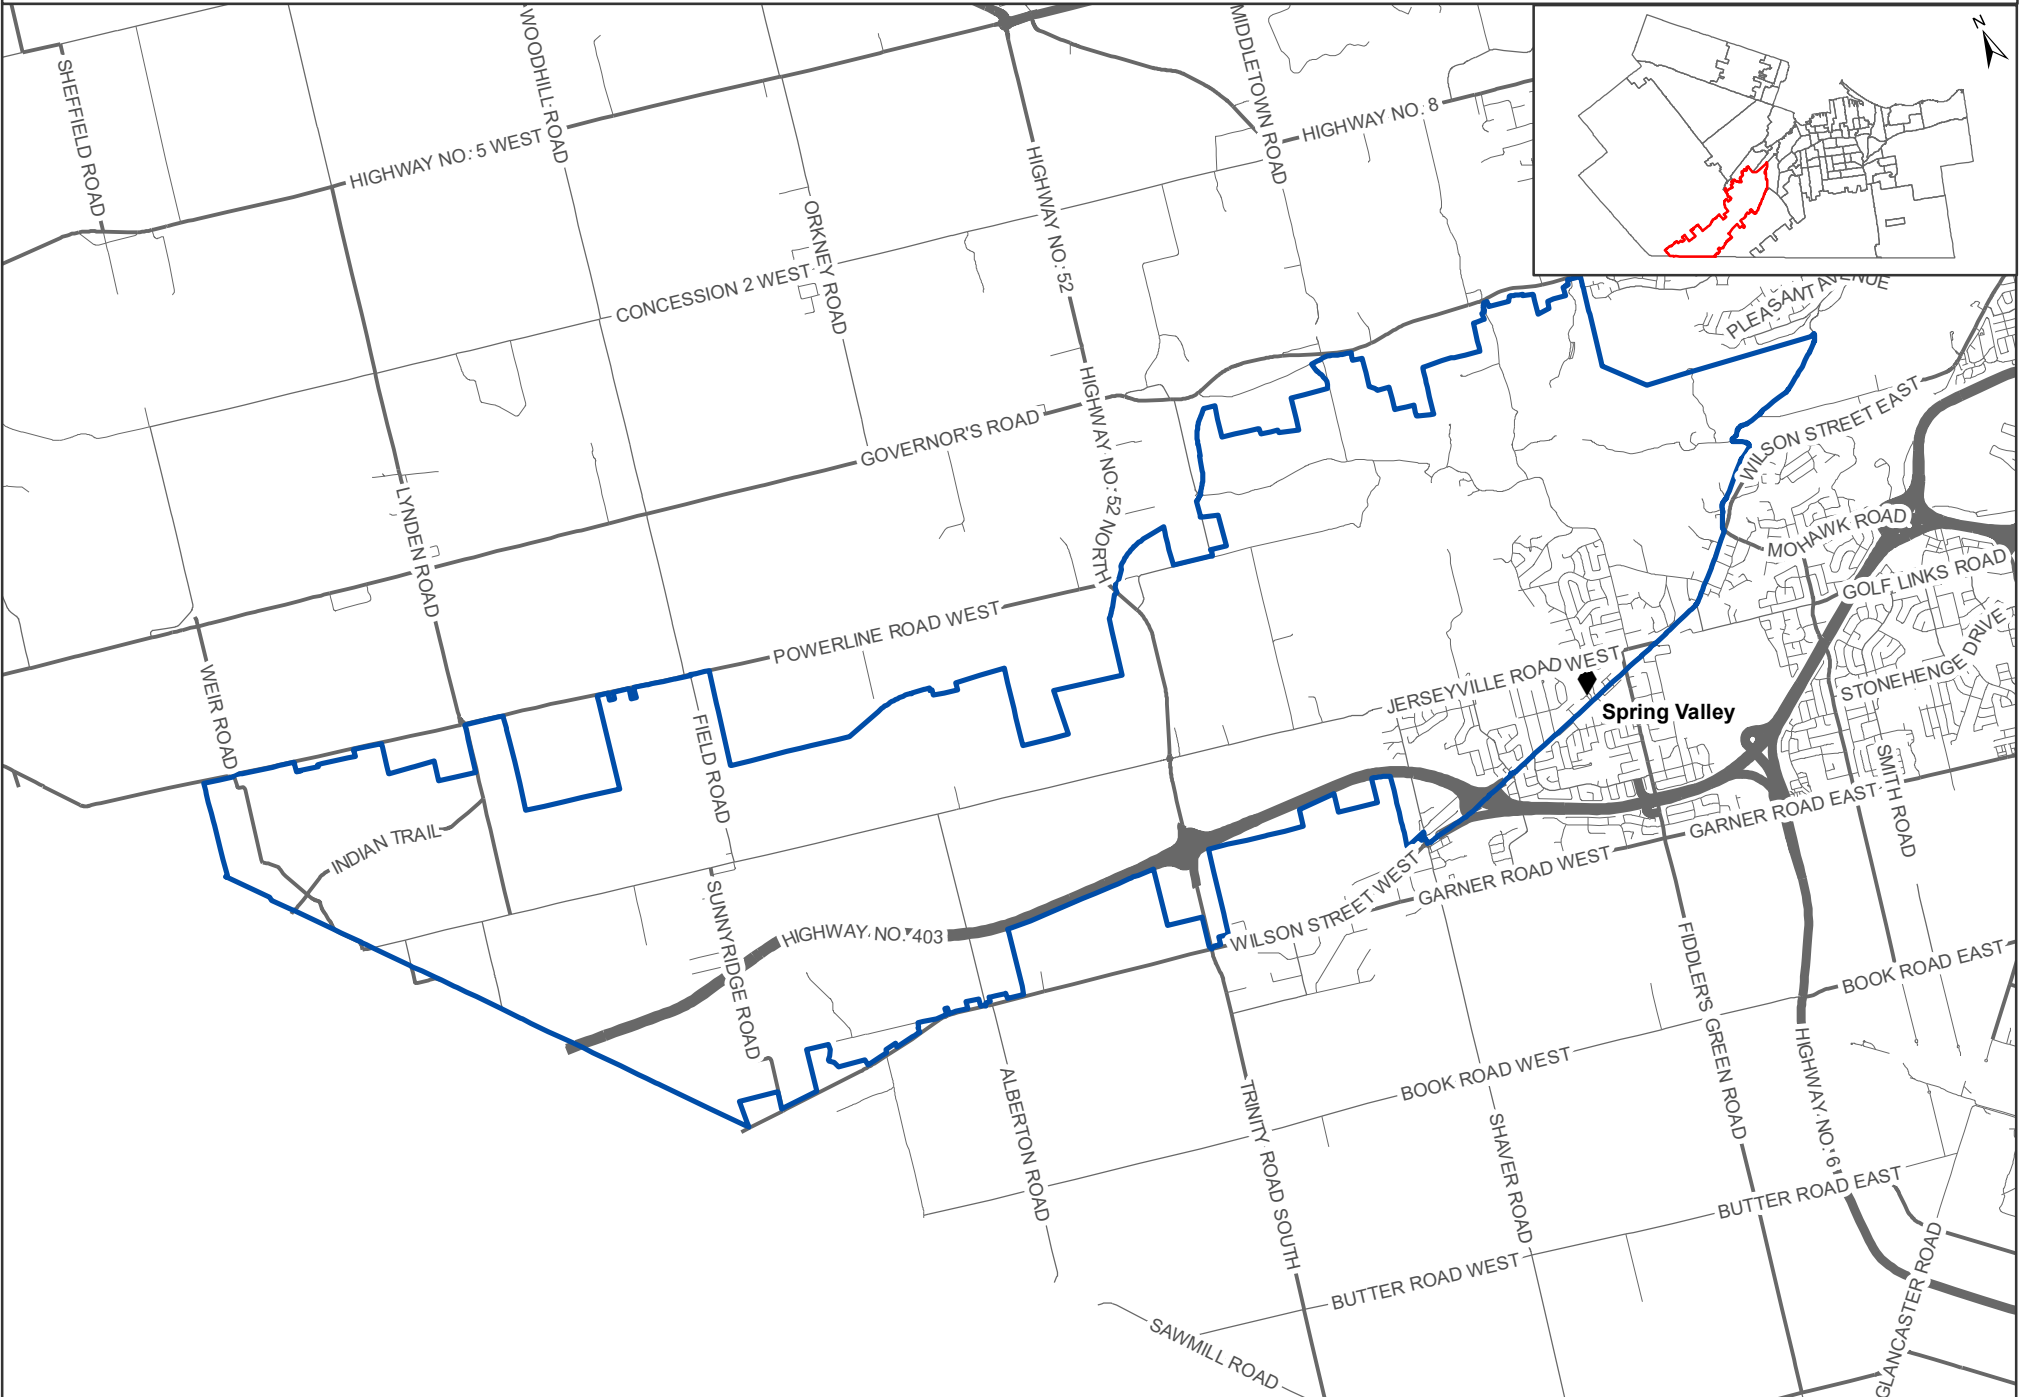 SHEFFIELD ROAD
WOODHILL ROAD
MIDDLETOWN ROAD
N
HIGHWAY NO. 5 WEST
HIGHWAY NO. 8
HIGHWAY NO. 52
ORKNEY ROAD
CONCESSION 2 WEST
PLEASANT AVENUE
GOVERNOR'S ROAD
HIGHWAY NO. 52 NORTH
WILSON STREET EAST
LYNDEN ROAD
MOHAWK ROAD
GOLF LINKS ROAD
STONEHENGE DRIVE
POWERLINE ROAD WEST
JERSEYVILLE ROAD WEST
Spring Valley
WEIR ROAD
FIELD ROAD
SMITH ROAD
INDIAN TRAIL
GARNER ROAD EAST
GARNER ROAD WEST
WILSON STREET WEST
SUNNYRIDGE ROAD
HIGHWAY NO. 403
FIDDLER'S GREEN ROAD
BOOK ROAD EAST
BOOK ROAD WEST
HIGHWAY NO. 6
ALBERTON ROAD
TRINITY ROAD SOUTH
SHAVER ROAD
BUTTER ROAD EAST
BUTTER ROAD WEST
GLANCASTER ROAD
SAWMILL ROAD